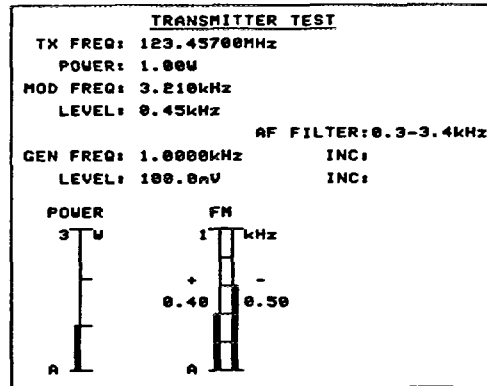 TRANSMITTER TEST
TX FREQ: 123.45700MHz
POWER: 1.00W
MOD FREQ: 3.210kHz
LEVEL: 0.45kHz
AF FILTER:0.3-3.4kHz
GEN FREQ: 1.0000kHz INC:
LEVEL: 100.0mV INC:
POWER FM
3 W 1 kHz
+ -
0.40 0.50
A A